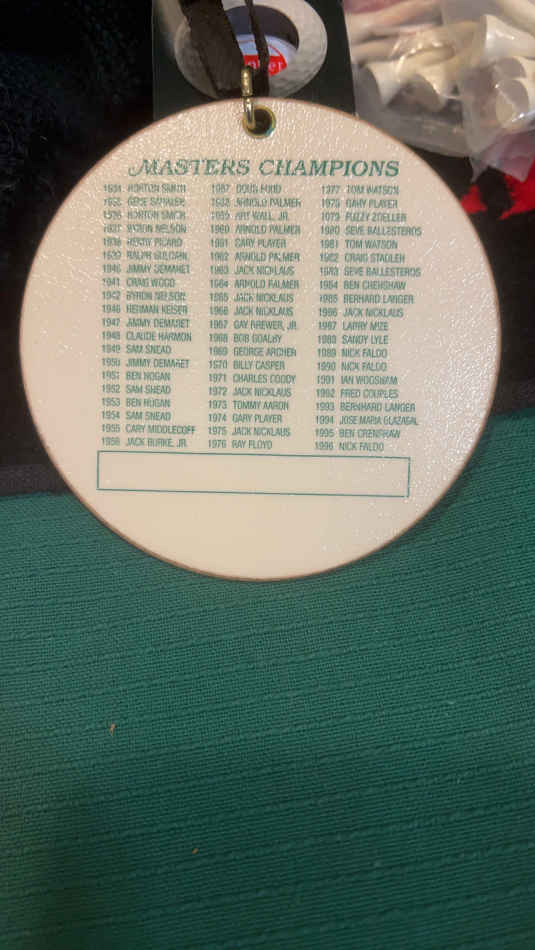 MASTERS CHAMPIONS
1934 HORTON SMITH
1935 GENE SARAZEN
1936 HORTON SMITH
1937 BYRON NELSON
1938 HENRY PICARD
1939 RALPH GULDAHL
1940 JIMMY DEMARET
1941 CRAIG WOOD
1942 BYRON NELSON
1946 HERMAN KEISER
1947 JIMMY DEMARET
1948 CLAUDE HARMON
1949 SAM SNEAD
1950 JIMMY DEMARET
1951 BEN HOGAN
1952 SAM SNEAD
1953 BEN HOGAN
1954 SAM SNEAD
1955 CARY MIDDLECOFF
1956 JACK BURKE, JR.
1957 DOUG FORD
1958 ARNOLD PALMER
1959 ART WALL, JR.
1960 ARNOLD PALMER
1961 GARY PLAYER
1962 ARNOLD PALMER
1963 JACK NICKLAUS
1964 ARNOLD PALMER
1965 JACK NICKLAUS
1966 JACK NICKLAUS
1967 GAY BREWER, JR.
1968 BOB GOALBY
1969 GEORGE ARCHER
1970 BILLY CASPER
1971 CHARLES COODY
1972 JACK NICKLAUS
1973 TOMMY AARON
1974 GARY PLAYER
1975 JACK NICKLAUS
1976 RAY FLOYD
1977 TOM WATSON
1978 GARY PLAYER
1979 FUZZY ZOELLER
1980 SEVE BALLESTEROS
1981 TOM WATSON
1982 CRAIG STADLER
1983 SEVE BALLESTEROS
1984 BEN CRENSHAW
1985 BERHARD LANGER
1986 JACK NICKLAUS
1987 LARRY MIZE
1988 SANDY LYLE
1989 NICK FALDO
1990 NICK FALDO
1991 IAN WOOSNAM
1992 FRED COUPLES
1993 BERNHARD LANGER
1994 JOSE MARIA OLAZABAL
1995 BEN CRENSHAW
1996 NICK FALDO